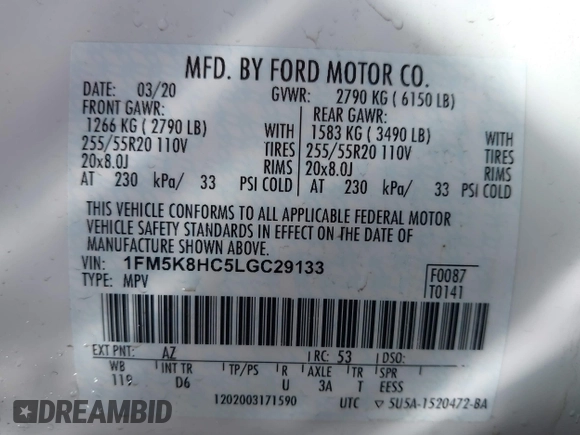 MFD. BY FORD MOTOR CO.
DATE: 03/20 GVWR: 2790 KG ( 6150 LB)
FRONT GAWR: REAR GAWR:
1266 KG ( 2790 LB) WITH 1583 KG ( 3490 LB) WITH
255/55R20 110V TIRES 255/55R20 110V TIRES
20x8.0J RIMS 20x8.0J RIMS
AT 230 kPa/ 33 PSI COLD AT 230 kPa/ 33 PSI COLD
THIS VEHICLE CONFORMS TO ALL APPLICABLE FEDERAL MOTOR
VEHICLE SAFETY STANDARDS IN EFFECT ON THE DATE OF
MANUFACTURE SHOWN ABOVE.
VIN: 1FM5K8HC5LGC29133
TYPE: MPV
F0087
T0141
EXT PNT: AZ RC: 53 DSO:
WB INT TR TP/PS R AXLE TR SPR
119 D6 U 3A T EESS
1202003171590 UTC 5U5A-1520472-BA
DREAMBID